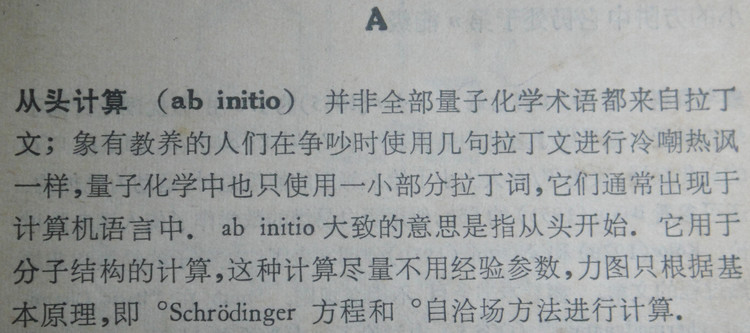 A
从头计算 （ab initio） 并非全部量子化学术语都来自拉丁
文；象有教养的人们在争吵时使用几句拉丁文进行冷嘲热讽
一样，量子化学中也只使用一小部分拉丁词，它们通常出现于
计算机语言中． ab initio 大致的意思是指从头开始．它用于
分子结构的计算，这种计算尽量不用经验参数，力图只根据基
本原理，即 °Schrödinger 方程和 °自洽场方法进行计算．